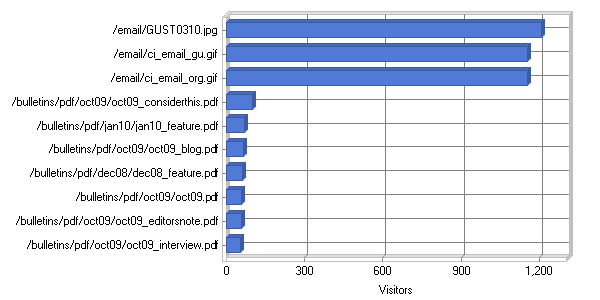 /email/GUST0310.jpg
/email/ci_email_gu.gif
/email/ci_email_org.gif
/bulletins/pdf/oct09/oct09_considerthis.pdf
/bulletins/pdf/jan10/jan10_feature.pdf
/bulletins/pdf/oct09/oct09_blog.pdf
/bulletins/pdf/dec08/dec08_feature.pdf
/bulletins/pdf/oct09/oct09.pdf
/bulletins/pdf/oct09/oct09_editorsnote.pdf
/bulletins/pdf/oct09/oct09_interview.pdf
0 300 600 900 1,200
Visitors